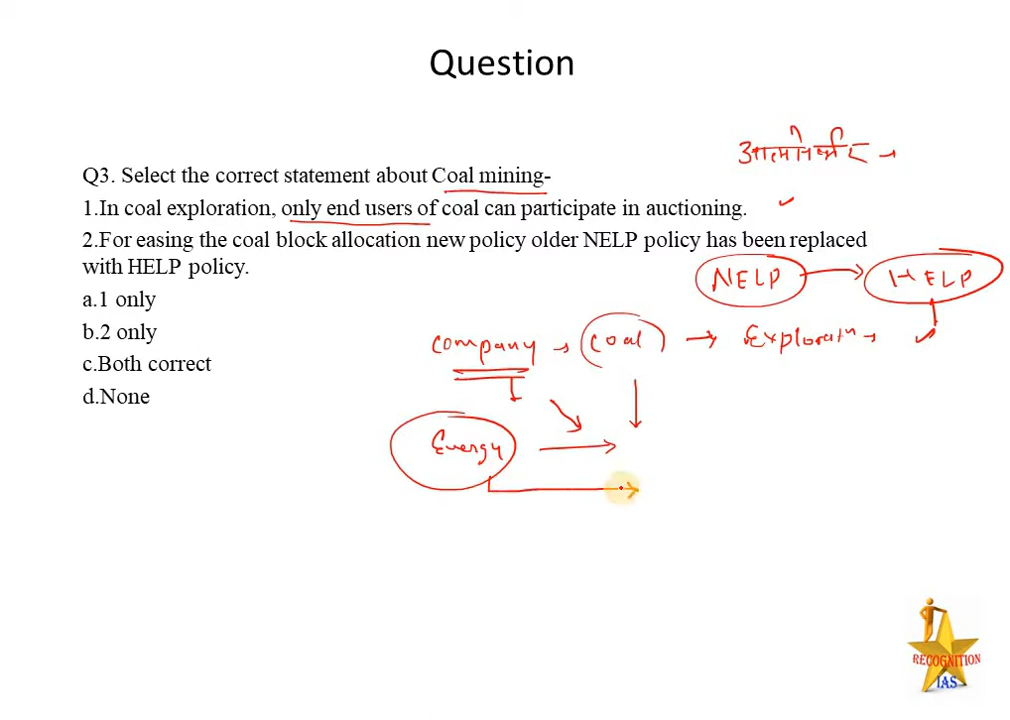 Question
आत्मनिर्भर
Q3. Select the correct statement about Coal mining-
1.In coal exploration, only end users of coal can participate in auctioning.
2.For easing the coal block allocation new policy older NELP policy has been replaced
with HELP policy.
NELP → HELP
a.1 only
b.2 only
company → coal → Exploratn →
c.Both correct
d.None
Energy
RECOGNITION
IAS